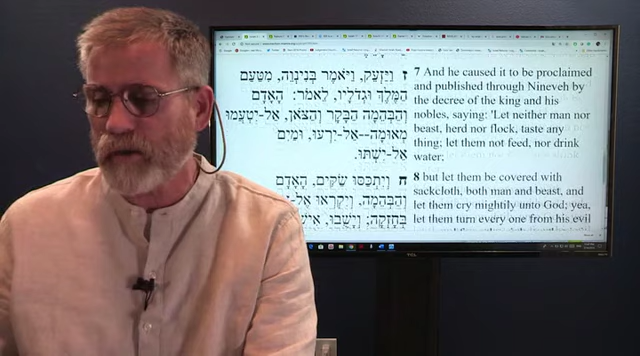 ז וַיַּזְעֵק, וַיֹּאמֶר בְּנִינְוֵה, מִטַּעַם
הַמֶּלֶךְ וּגְדֹלָיו, לֵאמֹר: הָאָדָם
וְהַבְּהֵמָה הַבָּקָר וְהַצֹּאן, אַל-יִטְעֲמוּ
מְאוּמָה--אַל-יִרְעוּ, וּמַיִם
אַל-יִשְׁתּוּ.
7 And he caused it to be proclaimed
and published through Nineveh by
the decree of the king and his
nobles, saying: 'Let neither man nor
beast, herd nor flock, taste any
thing; let them not feed, nor drink
water;
ח וְיִתְכַּסּוּ שַׂקִּים, הָאָדָם
וְהַבְּהֵמָה, וְיִקְרְאוּ אֶל-
בְּחָזְקָה; וְיָשֻׁבוּ, אִישׁ
8 but let them be covered with
sackcloth, both man and beast, and
let them cry mightily unto God; yea,
let them turn every one from his evil
TCL